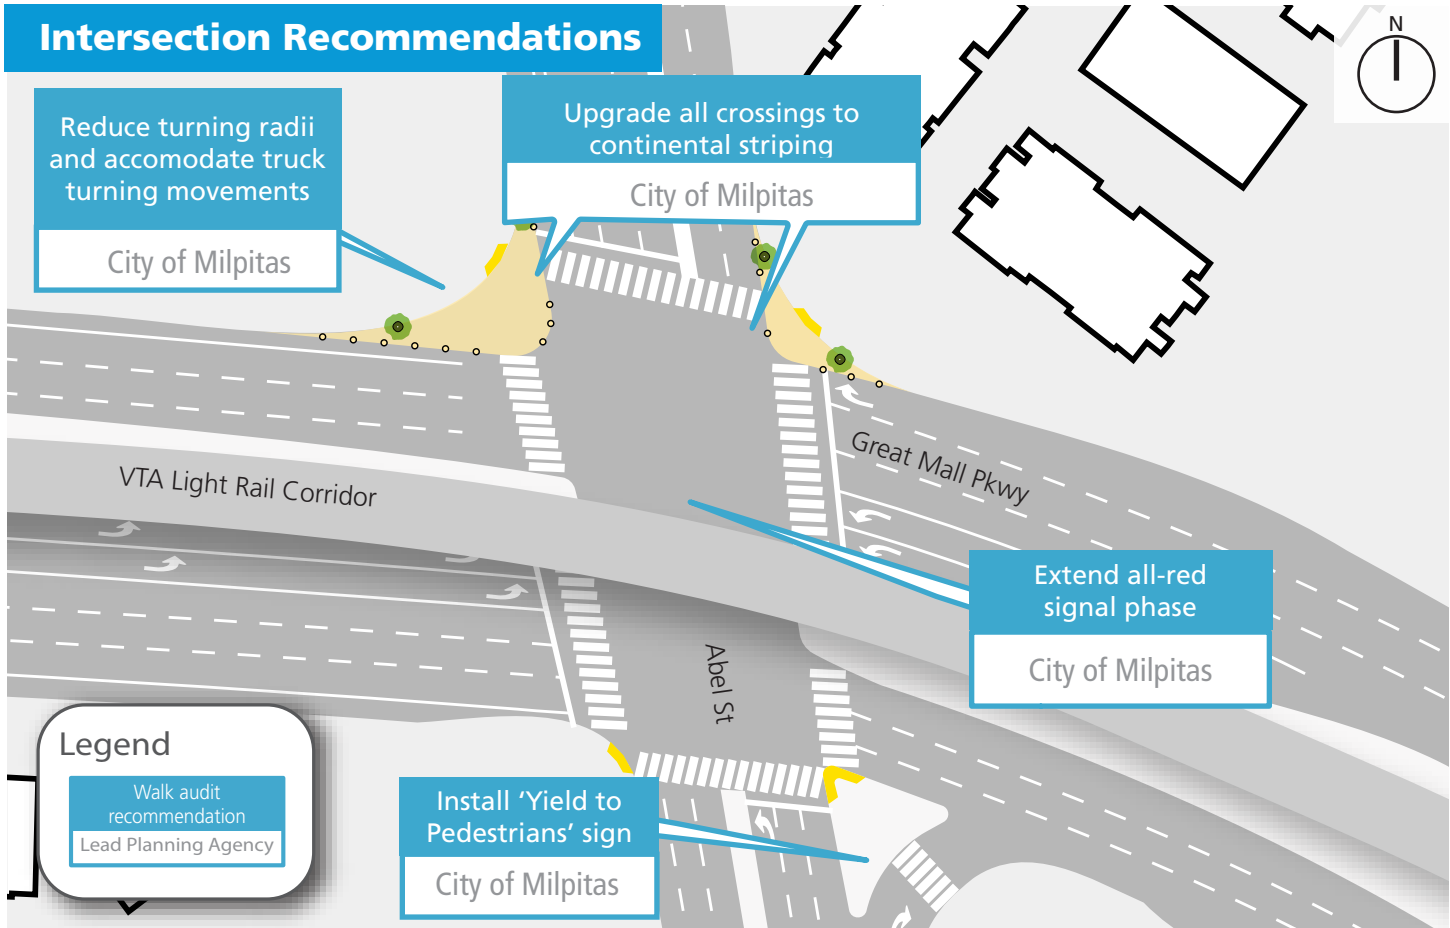 Intersection Recommendations
N
Reduce turning radii
and accomodate truck
turning movements
City of Milpitas
Upgrade all crossings to
continental striping
City of Milpitas
Great Mall Pkwy
VTA Light Rail Corridor
Extend all-red
signal phase
City of Milpitas
Abel St
Legend
Walk audit
recommendation
Lead Planning Agency
Install ‘Yield to
Pedestrians’ sign
City of Milpitas